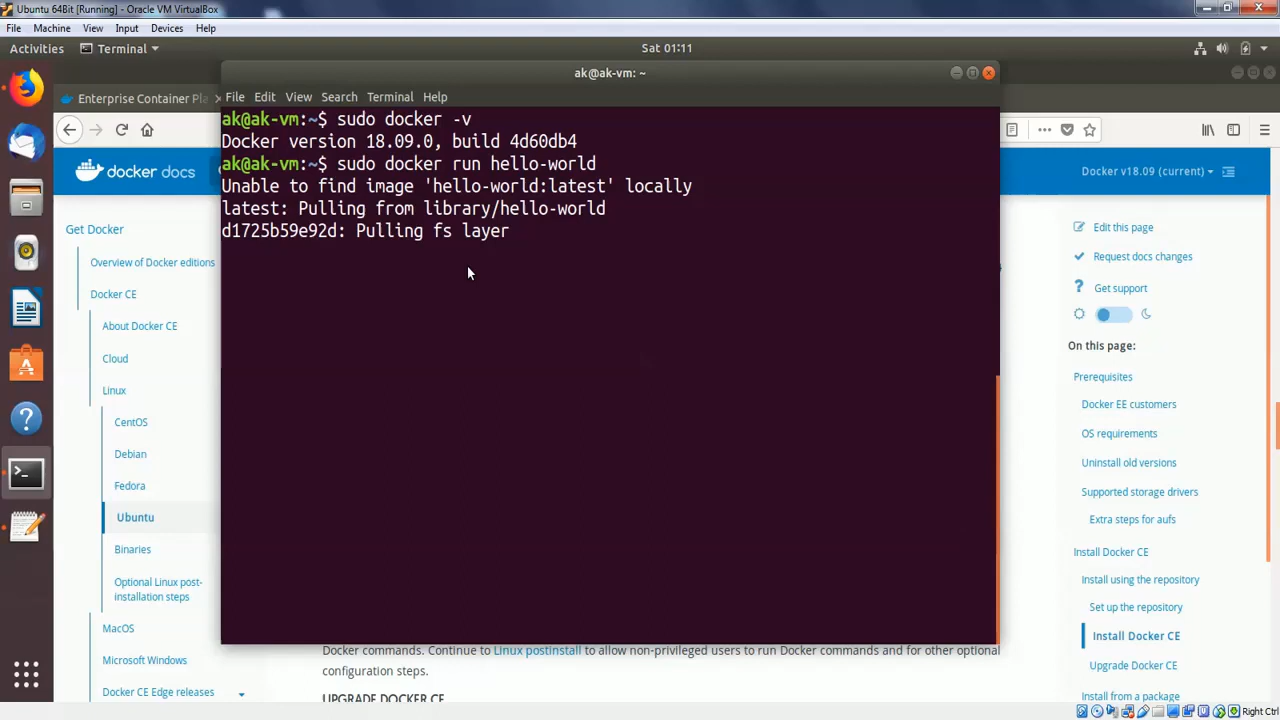 Ubuntu 64Bit [Running] - Oracle VM VirtualBox
File Machine View Input Devices Help
Activities Terminal Sat 01:11
ak@ak-vm: ~
Enterprise Container Pla
File Edit View Search Terminal Help
ak@ak-vm:~$ sudo docker -v
Docker version 18.09.0, build 4d60db4
ak@ak-vm:~$ sudo docker run hello-world
Unable to find image 'hello-world:latest' locally
latest: Pulling from library/hello-world
d1725b59e92d: Pulling fs layer
docker docs
Docker v18.09 (current)
Get Docker
Overview of Docker editions
Docker CE
About Docker CE
Cloud
Linux
CentOS
Debian
Fedora
Ubuntu
Binaries
Optional Linux post-
installation steps
MacOS
Microsoft Windows
Docker CE Edge releases
Edit this page
Request docs changes
Get support
On this page:
Prerequisites
Docker EE customers
OS requirements
Uninstall old versions
Supported storage drivers
Extra steps for aufs
Install Docker CE
Install using the repository
Set up the repository
Install Docker CE
Upgrade Docker CE
Install from a package
Docker commands. Continue to Linux postinstall to allow non-privileged users to run Docker commands and for other optional
configuration steps.
UPGRADE DOCKER CE
Right Ctrl